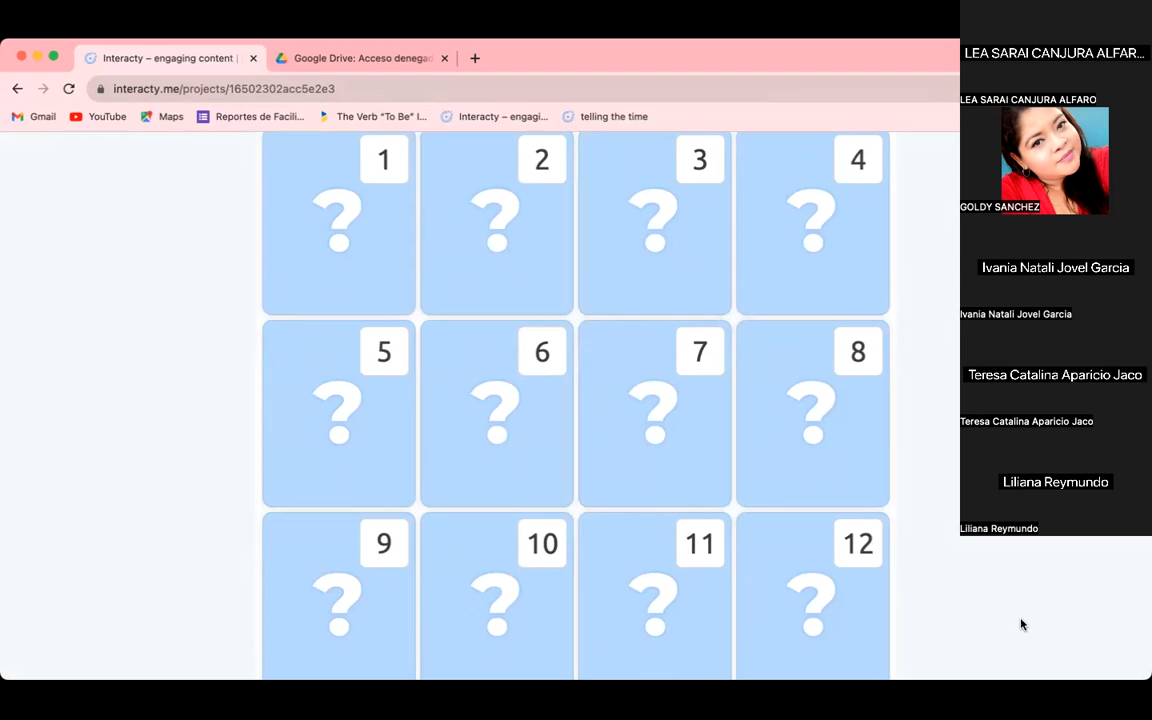 Interacty – engaging content |
Google Drive: Acceso denegad
interacty.me/projects/16502302acc5e2e3
Gmail
YouTube
Maps
Reportes de Facili...
The Verb “To Be” I...
Interacty – engagi...
telling the time
1
2
3
4
?
?
?
?
5
6
7
8
?
?
?
?
9
10
11
12
?
?
?
?
LEA SARAI CANJURA ALFAR...
LEA SARAI CANJURA ALFARO
GOLDY SANCHEZ
Ivania Natali Jovel Garcia
Ivania Natali Jovel Garcia
Teresa Catalina Aparicio Jaco
Teresa Catalina Aparicio Jaco
Liliana Reymundo
Liliana Reymundo